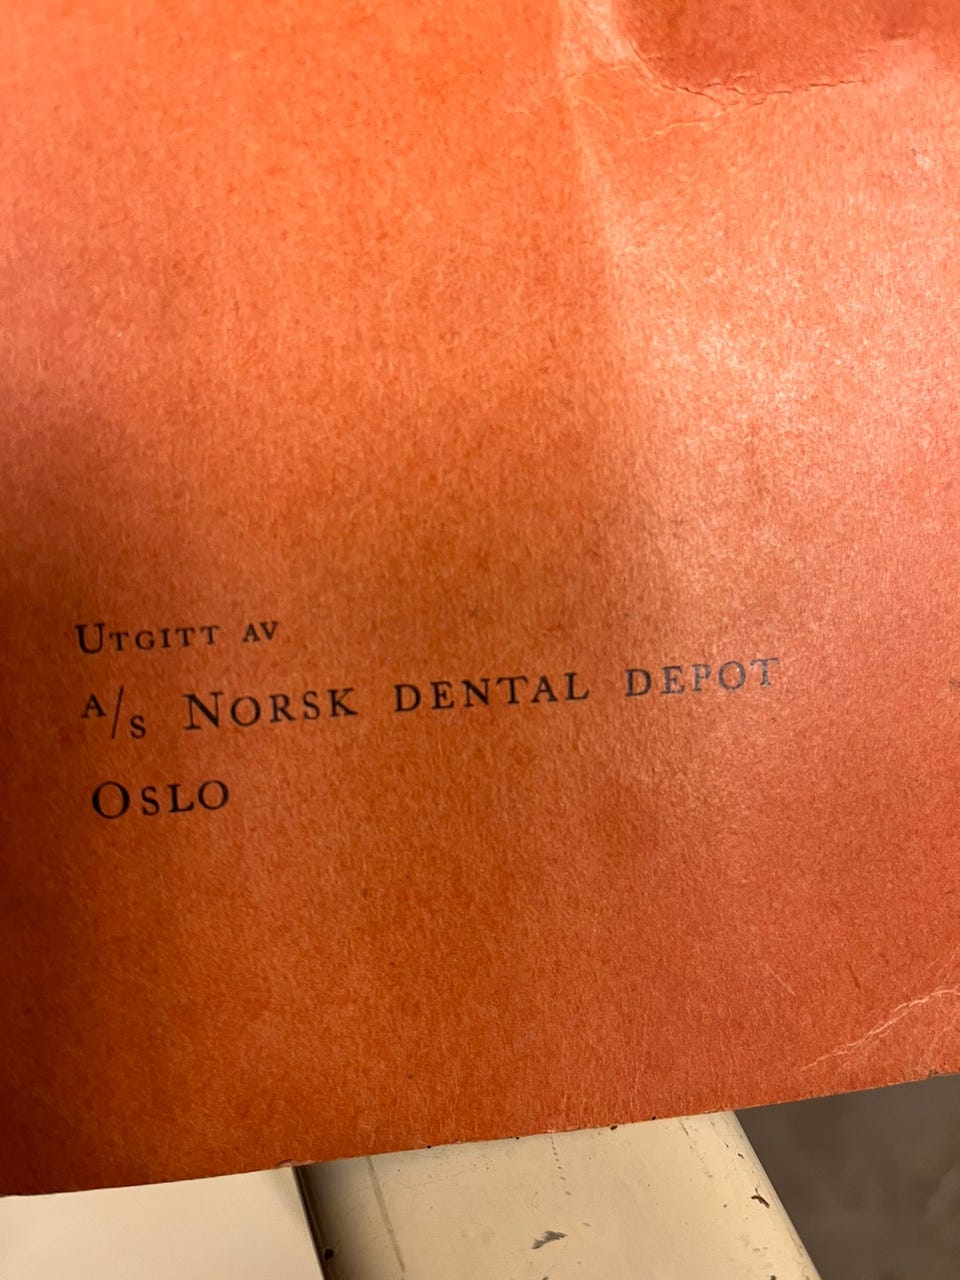 Utgitt av
A/S Norsk dental depot
Oslo